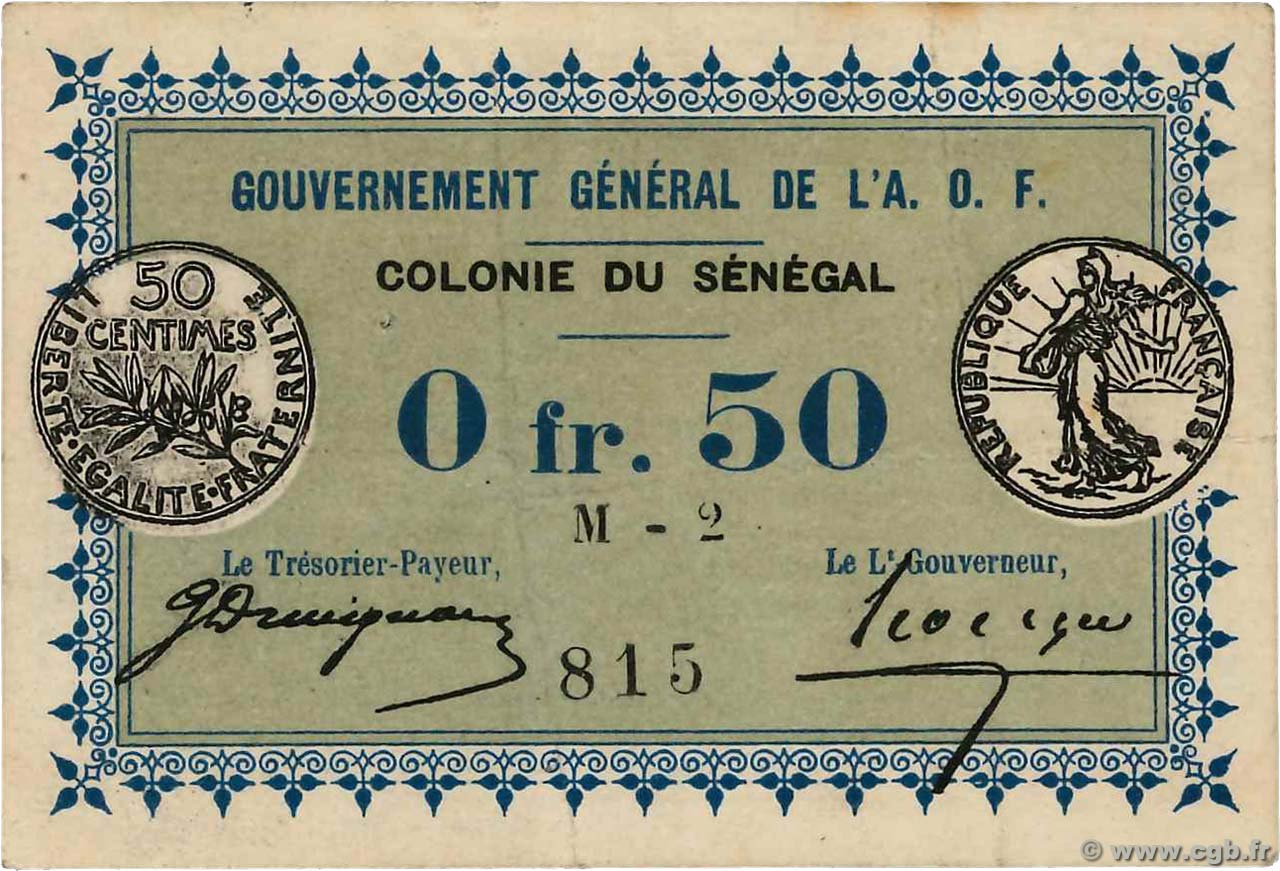 GOUVERNEMENT GÉNÉRAL DE L'A. O. F.
COLONIE DU SÉNÉGAL
50
CENTIMES
LIBERTE·EGALITE·FRATERNITE
REPUBLIQUE FRANÇAISE
0 fr. 50
M - 2
Le Trésorier-Payeur,
Le Lt Gouverneur,
815
© www.cgb.fr